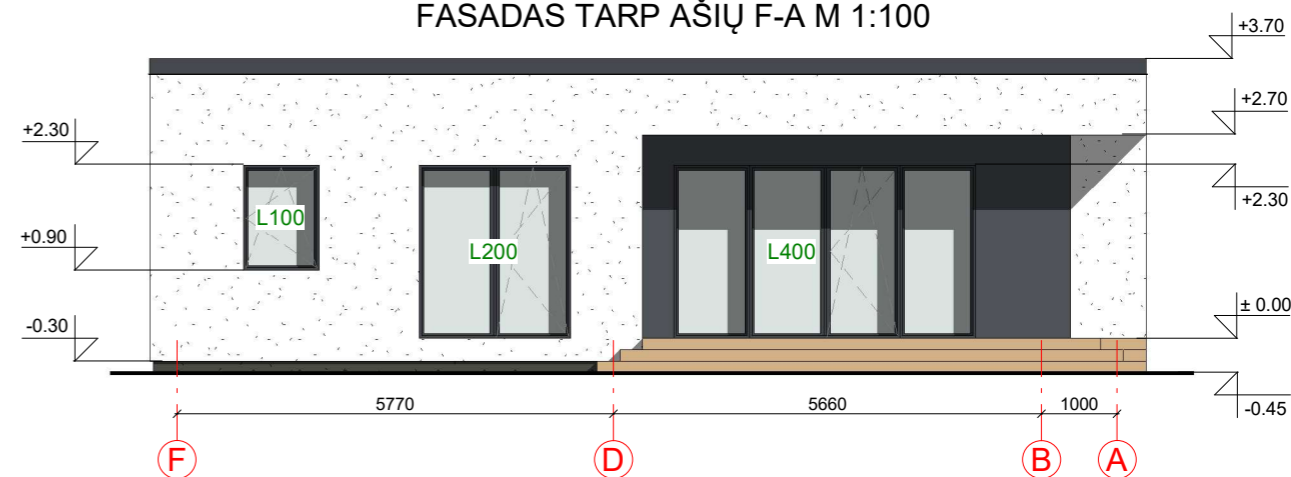 FASADAS TARP AŠIŲ F-A M 1:100
+3.70
+2.70
+2.30
+2.30
L100
L200
L400
+0.90
-0.30
± 0.00
-0.45
5770
5660
1000
F
D
B
A